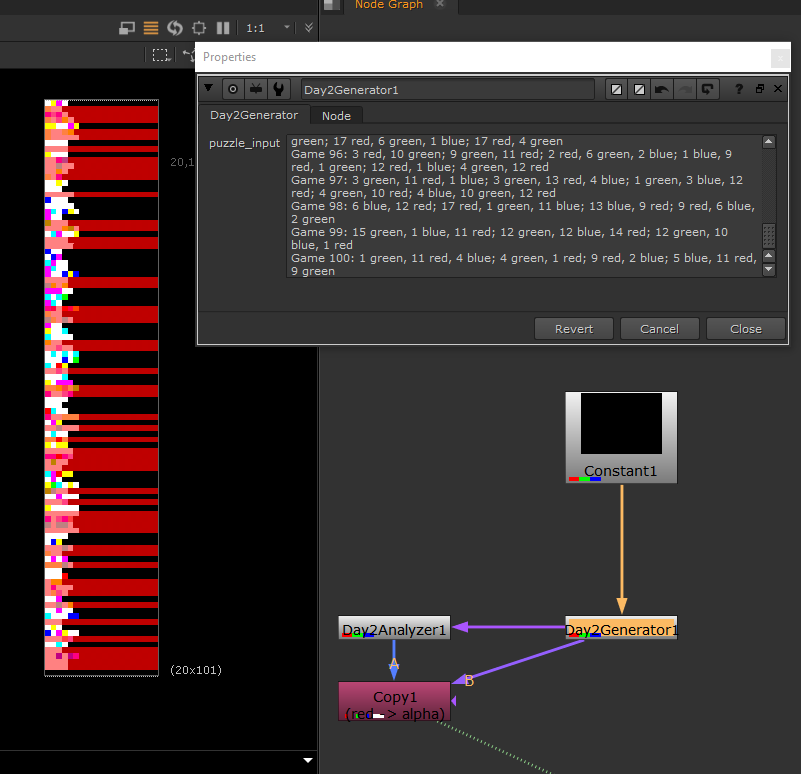 Node Graph
1:1
Properties
Day2Generator1
?
Day2Generator
Node
20,1
puzzle_input
green; 17 red, 6 green, 1 blue; 17 red, 4 green
Game 96: 3 red, 10 green; 9 green, 11 red; 2 red, 6 green, 2 blue; 1 blue, 9
red, 1 green; 12 red, 1 blue; 4 green, 12 red
Game 97: 3 green, 11 red, 1 blue; 3 green, 13 red, 4 blue; 1 green, 3 blue, 12
red; 4 green, 10 red; 4 blue, 10 green, 12 red
Game 98: 6 blue, 12 red; 17 red, 1 green, 11 blue; 13 blue, 9 red; 9 red, 6 blue,
2 green
Game 99: 15 green, 1 blue, 11 red; 12 green, 12 blue, 14 red; 12 green, 10
blue, 1 red
Game 100: 1 green, 11 red, 4 blue; 4 green, 1 red; 9 red, 2 blue; 5 blue, 11 red,
9 green
Revert
Cancel
Close
Constant1
Day2Analyzer1
Day2Generator1
A
B
Copy1
(red -> alpha)
(20x101)